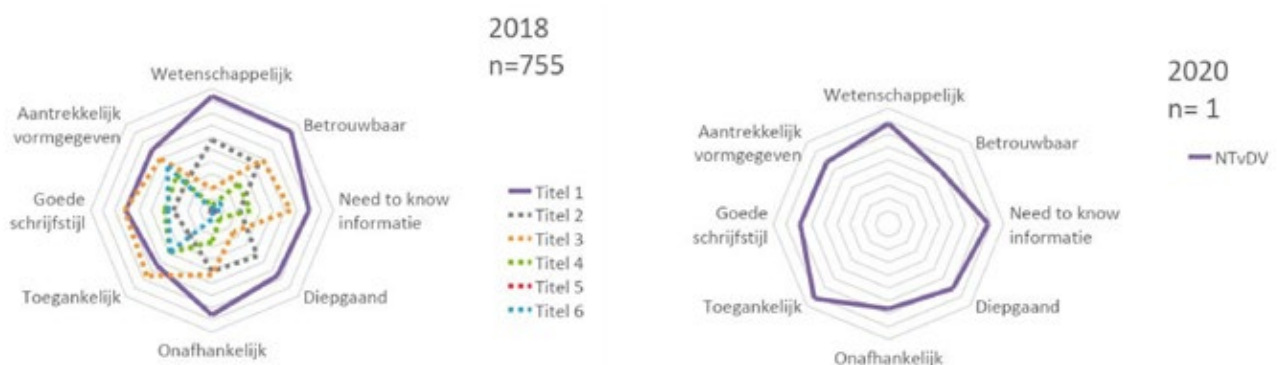 2018
n=755
Wetenschappelijk
Aantrekkelijk
vormgegeven
Betrouwbaar
Goede
schrijfstijl
Need to know
informatie
Toegankelijk
Diepgaand
Onafhankelijk
Titel 1
Titel 2
Titel 3
Titel 4
Titel 5
Titel 6
2020
n= 1
Wetenschappelijk
Aantrekkelijk
vormgegeven
Betrouwbaar
NTvDV
Goede
schrijfstijl
Need to know
informatie
Toegankelijk
Diepgaand
Onafhankelijk